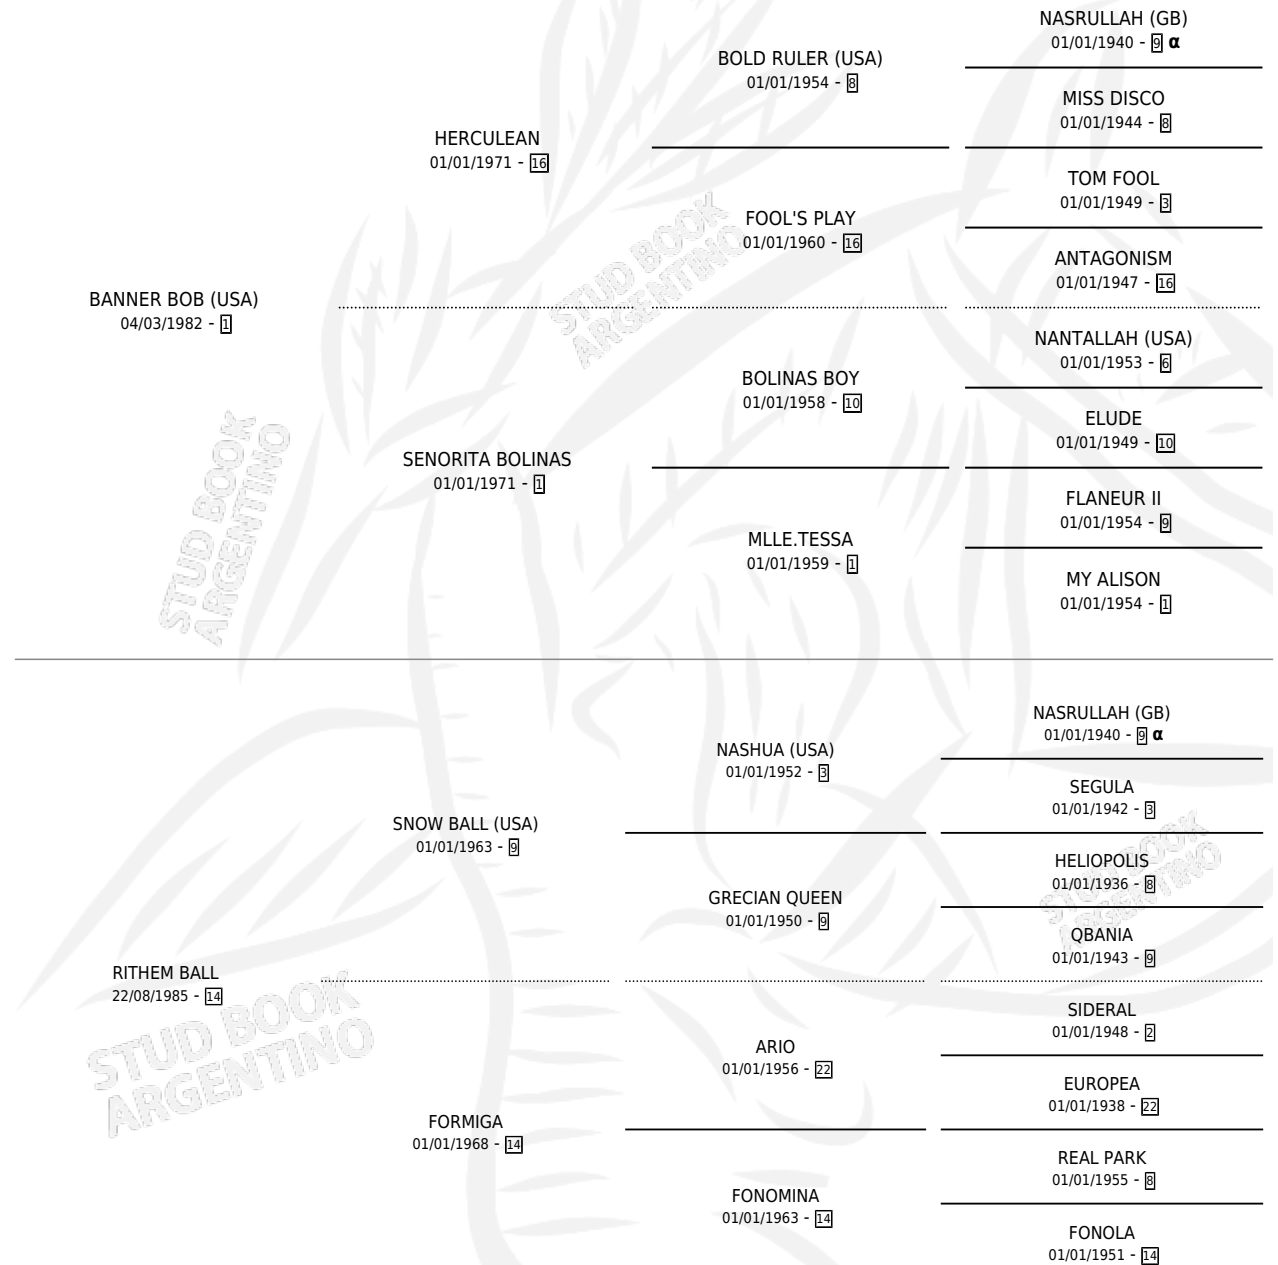 NASRULLAH (GB)
01/01/1940 - 9 α
BOLD RULER (USA)
01/01/1954 - 8
MISS DISCO
01/01/1944 - 8
HERCULEAN
01/01/1971 - 16
TOM FOOL
01/01/1949 - 3
FOOL'S PLAY
01/01/1960 - 16
ANTAGONISM
01/01/1947 - 16
BANNER BOB (USA)
04/03/1982 - 1
NANTALLAH (USA)
01/01/1953 - 6
BOLINAS BOY
01/01/1958 - 10
ELUDE
01/01/1949 - 10
SENORITA BOLINAS
01/01/1971 - 1
FLANEUR II
01/01/1954 - 9
MLLE.TESSA
01/01/1959 - 1
MY ALISON
01/01/1954 - 1
NASRULLAH (GB)
01/01/1940 - 9 α
NASHUA (USA)
01/01/1952 - 3
SEGULA
01/01/1942 - 3
SNOW BALL (USA)
01/01/1963 - 9
HELIOPOLIS
01/01/1936 - 8
GRECIAN QUEEN
01/01/1950 - 9
QBANIA
01/01/1943 - 9
RITHEM BALL
22/08/1985 - 14
SIDERAL
01/01/1948 - 2
ARIO
01/01/1956 - 22
EUROPEA
01/01/1938 - 22
FORMIGA
01/01/1968 - 14
REAL PARK
01/01/1955 - 8
FONOMINA
01/01/1963 - 14
FONOLA
01/01/1951 - 14
STUD BOOK
ARGENTINO
STUD BOOK
ARGENTINO
STUD BOOK
ARGENTINO
STUD BOOK
ARGENTINO